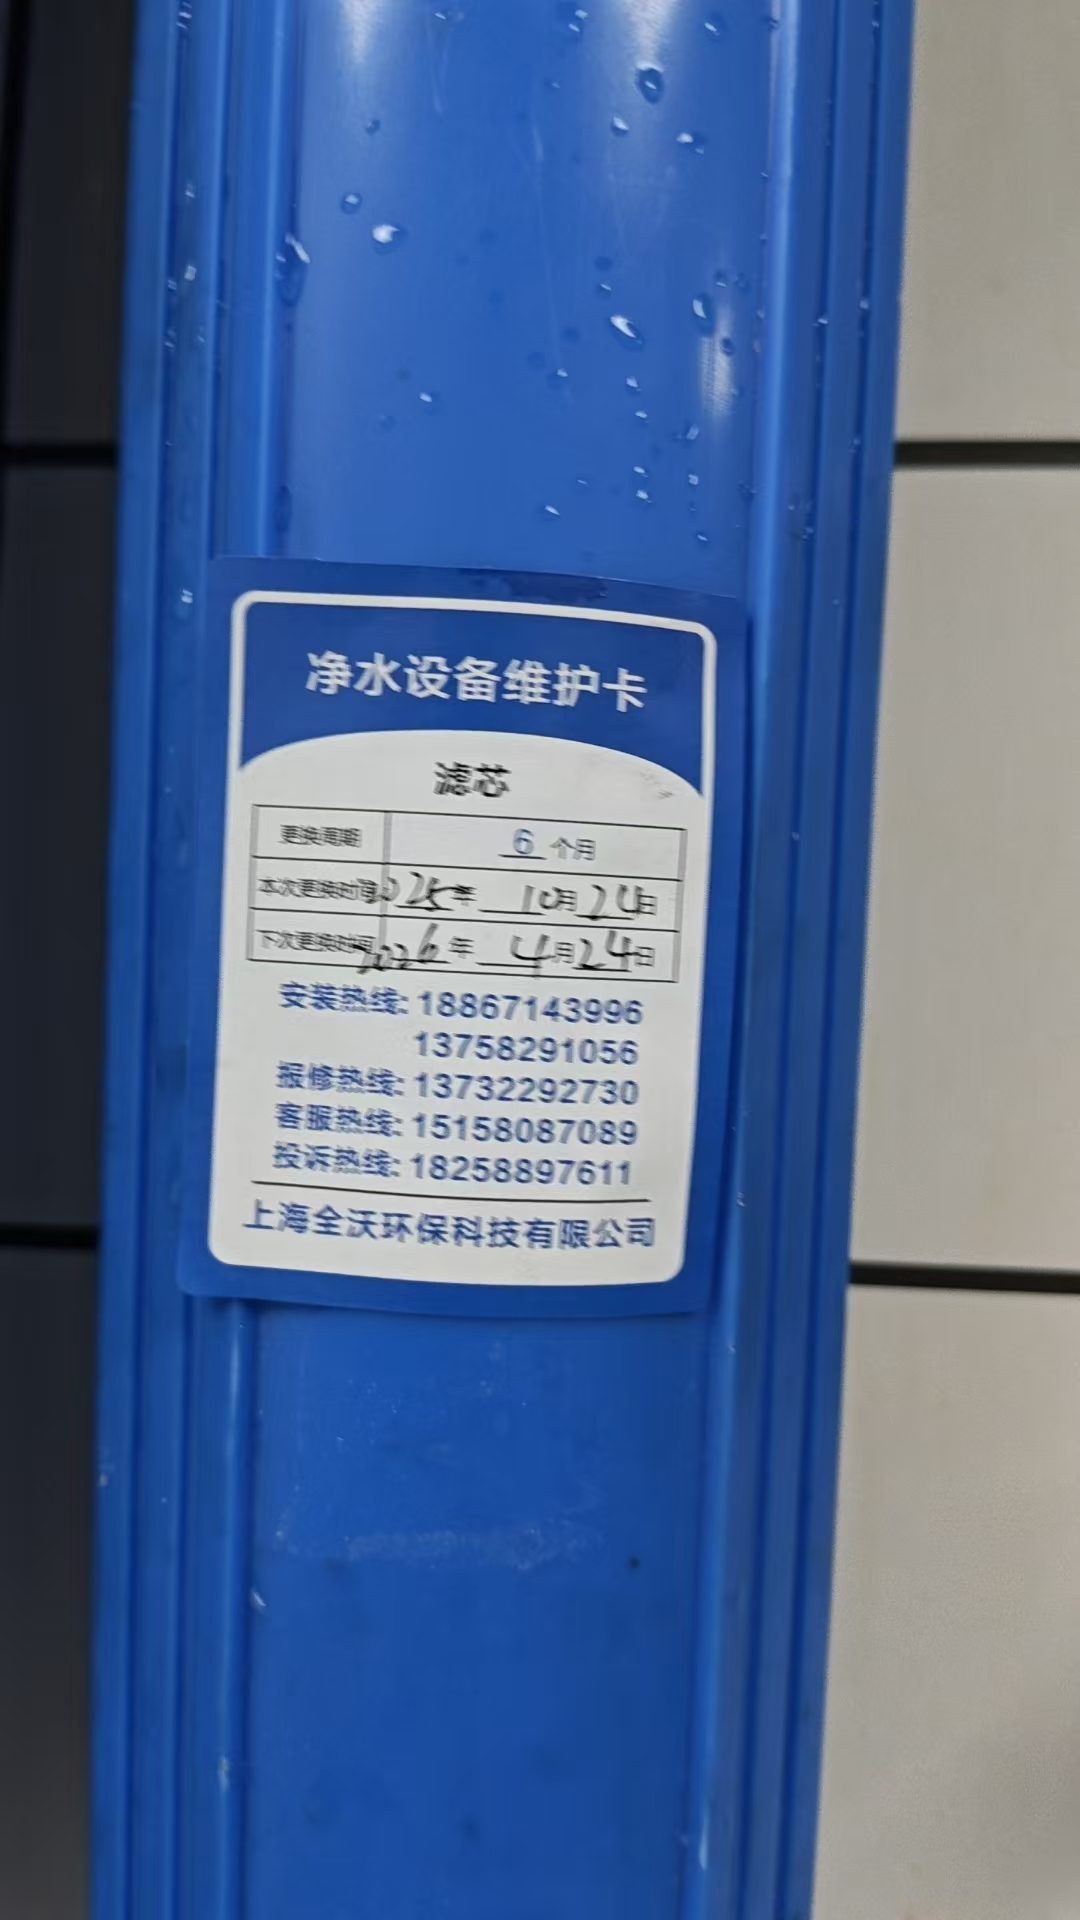 净水设备维护卡
滤芯
更换周期 6 个月
本次更换时间 2025 年 10 月 24 日
下次更换时间 2026 年 4 月 24 日
安装热线: 18867143996
13758291056
报修热线: 13732292730
客服热线: 15158087089
投诉热线: 18258897611
上海全沃环保科技有限公司